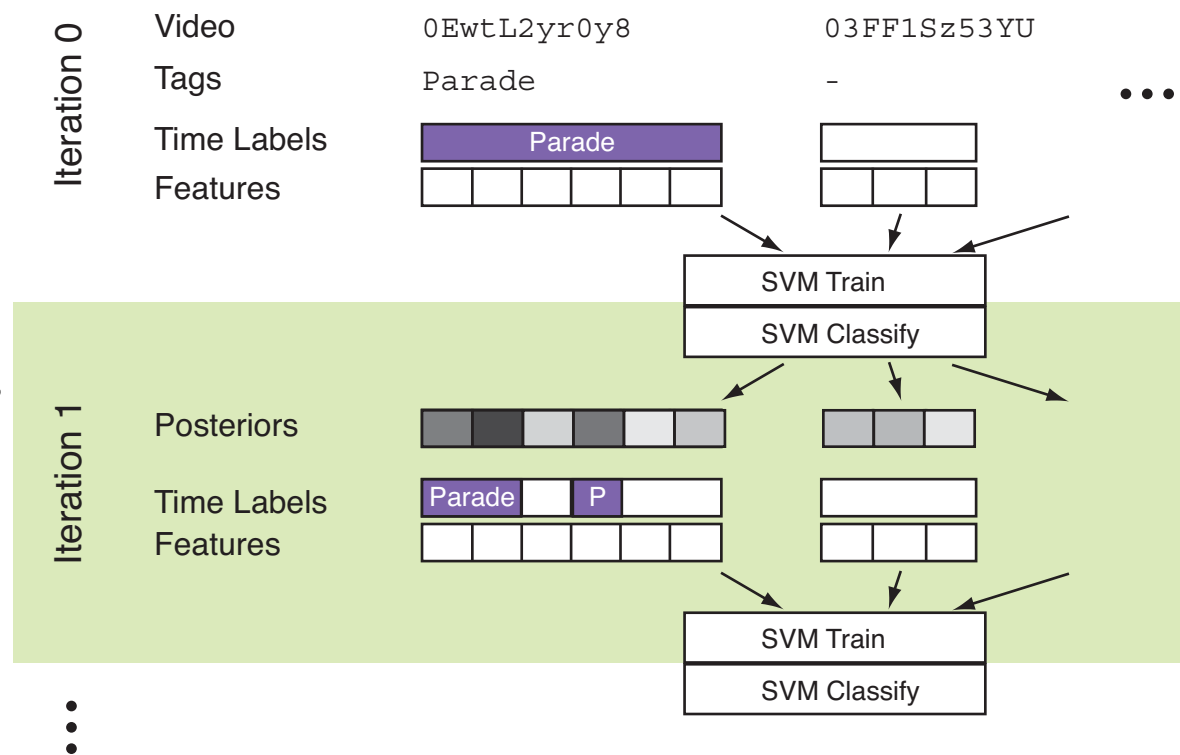 Iteration 0
Video 0EwtL2yr0y8 03FF1Sz53YU
Tags Parade -
Time Labels Parade
Features
SVM Train
SVM Classify
Iteration 1
Posteriors
Time Labels Parade P
Features
SVM Train
SVM Classify